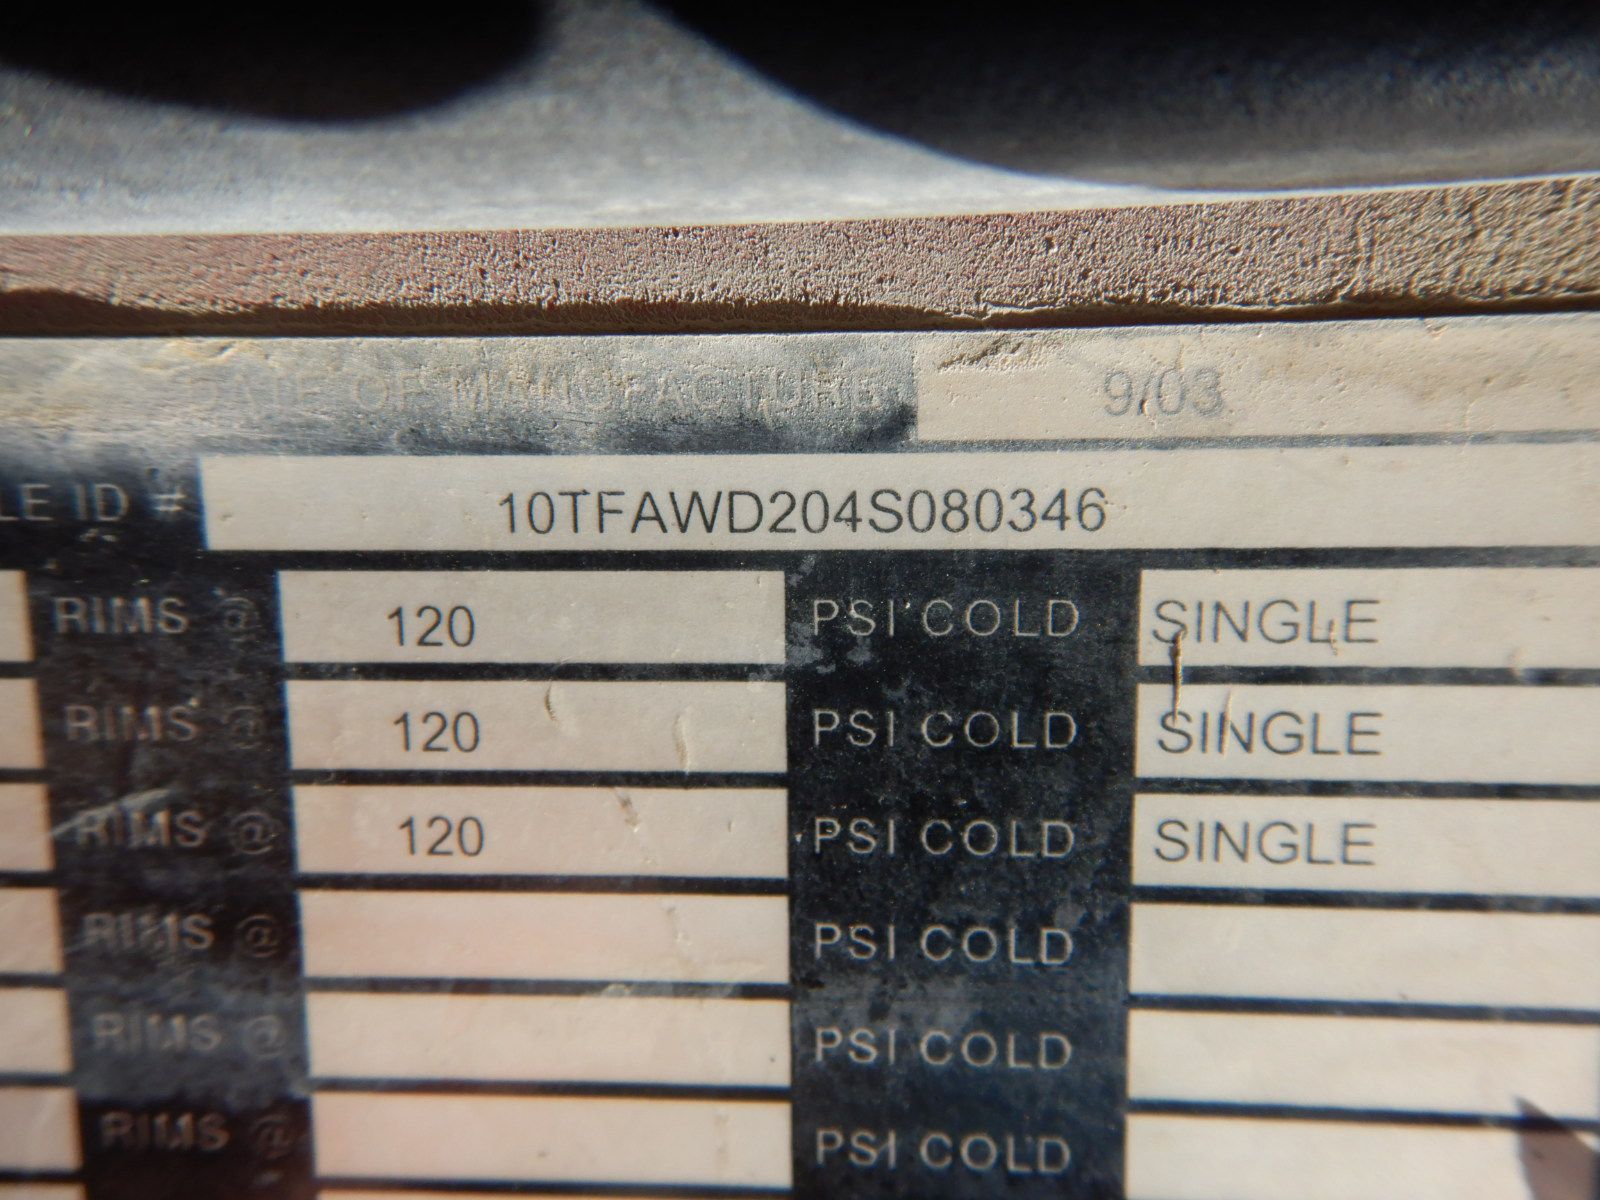 DATE OF MANUFACTURE 9/03
LE ID # 10TFAWD204S080346
RIMS @ 120 PSI COLD SINGLE
RIMS @ 120 PSI COLD SINGLE
RIMS @ 120 PSI COLD SINGLE
RIMS @ PSI COLD
RIMS @ PSI COLD
RIMS @ PSI COLD